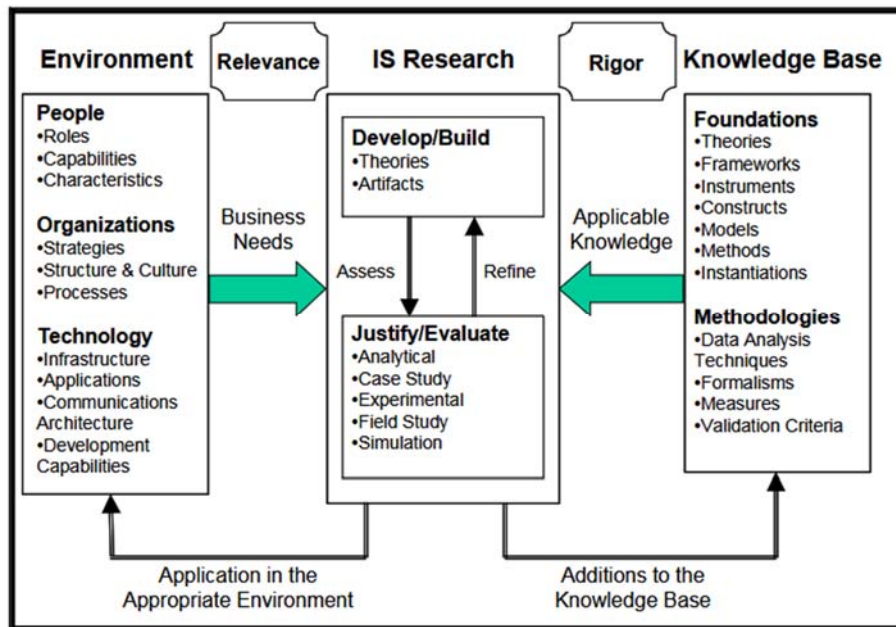 Environment
Relevance
IS Research
Rigor
Knowledge Base
People
•Roles
•Capabilities
•Characteristics
Organizations
•Strategies
•Structure & Culture
•Processes
Technology
•Infrastructure
•Applications
•Communications
Architecture
•Development
Capabilities
Business
Needs
Develop/Build
•Theories
•Artifacts
Assess
Refine
Justify/Evaluate
•Analytical
•Case Study
•Experimental
•Field Study
•Simulation
Applicable
Knowledge
Foundations
•Theories
•Frameworks
•Instruments
•Constructs
•Models
•Methods
•Instantiations
Methodologies
•Data Analysis
Techniques
•Formalisms
•Measures
•Validation Criteria
Application in the
Appropriate Environment
Additions to the
Knowledge Base